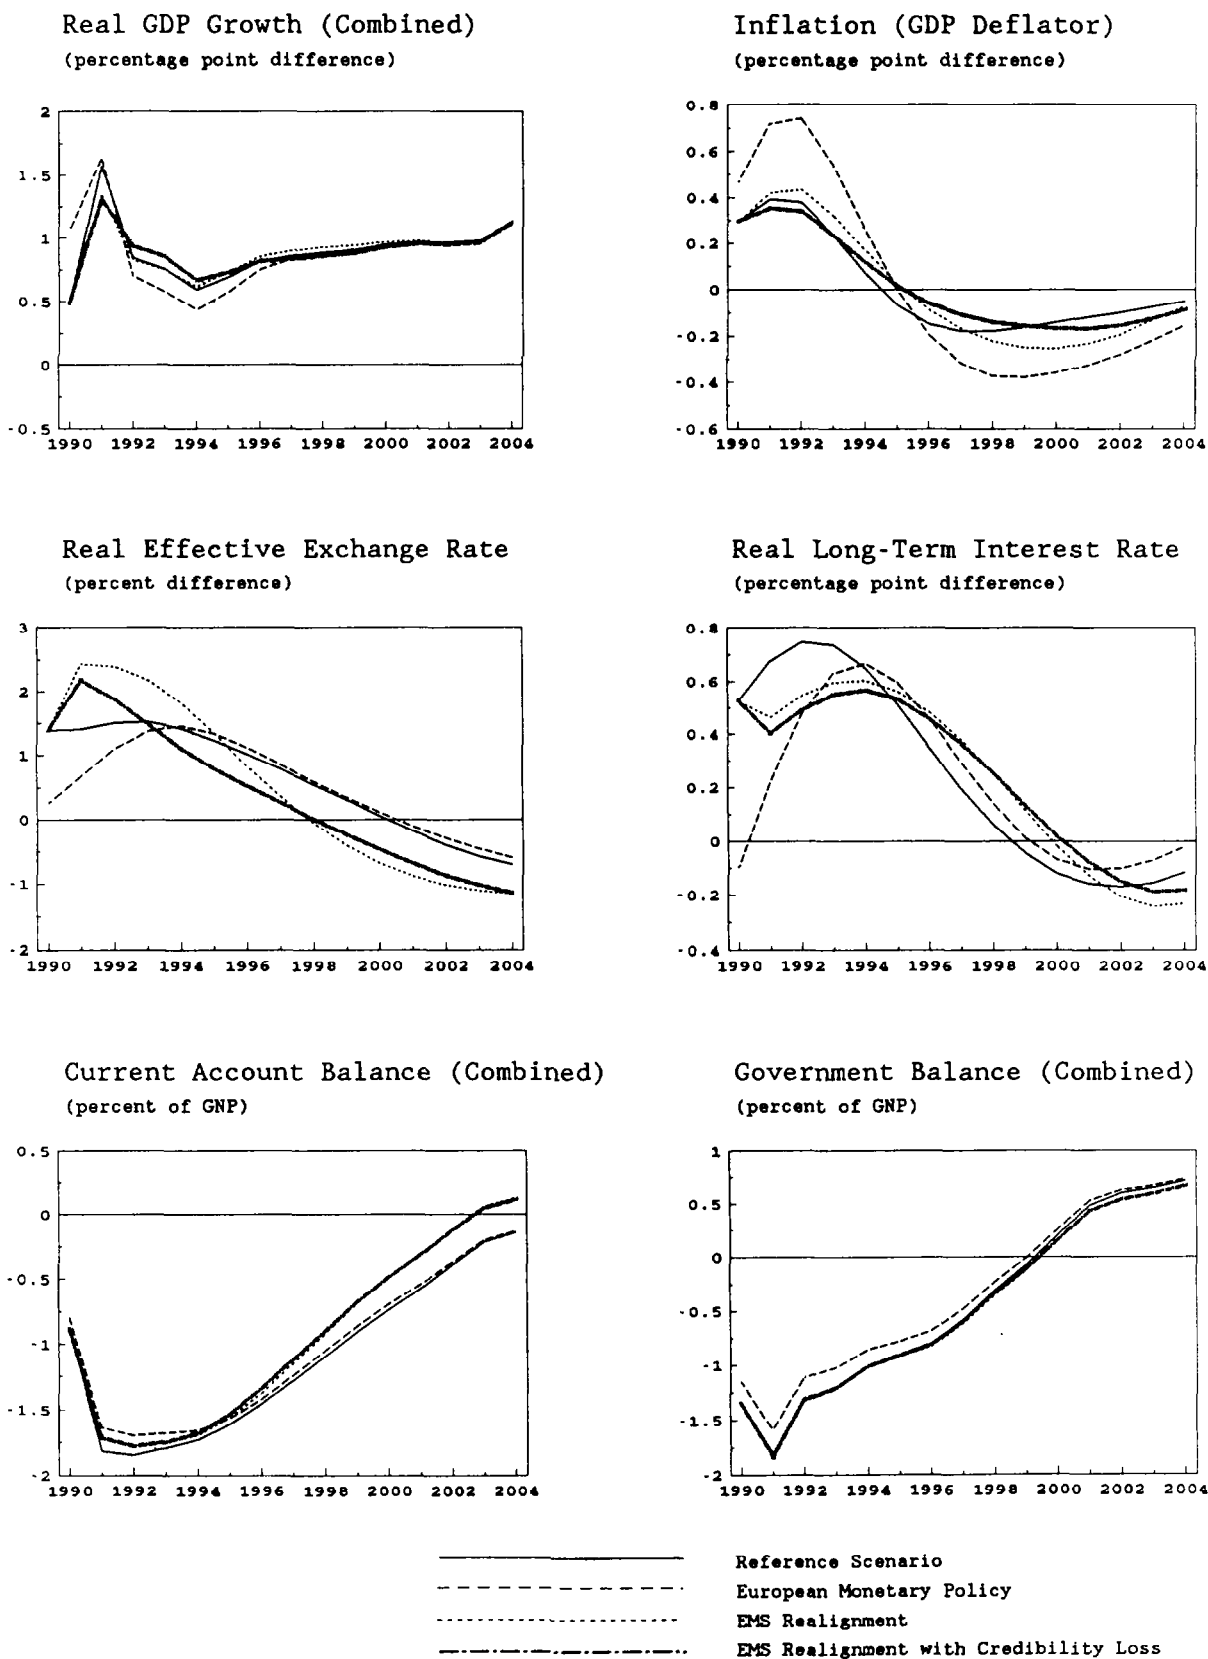 Real GDP Growth (Combined)
(percentage point difference)
2
1.5
1
0.5
0
-0.5
1990 1992 1994 1996 1998 2000 2002 2004
Inflation (GDP Deflator)
(percentage point difference)
0.8
0.6
0.4
0.2
0
-0.2
-0.4
-0.6
1990 1992 1994 1996 1998 2000 2002 2004
Real Effective Exchange Rate
(percent difference)
3
2
1
0
-1
-2
1990 1992 1994 1996 1998 2000 2002 2004
Real Long-Term Interest Rate
(percentage point difference)
0.8
0.6
0.4
0.2
0
-0.2
-0.4
1990 1992 1994 1996 1998 2000 2002 2004
Current Account Balance (Combined)
(percent of GNP)
0.5
0
-0.5
-1
-1.5
-2
1990 1992 1994 1996 1998 2000 2002 2004
Government Balance (Combined)
(percent of GNP)
1
0.5
0
-0.5
-1
-1.5
-2
1990 1992 1994 1996 1998 2000 2002 2004
Reference Scenario
European Monetary Policy
EMS Realignment
EMS Realignment with Credibility Loss